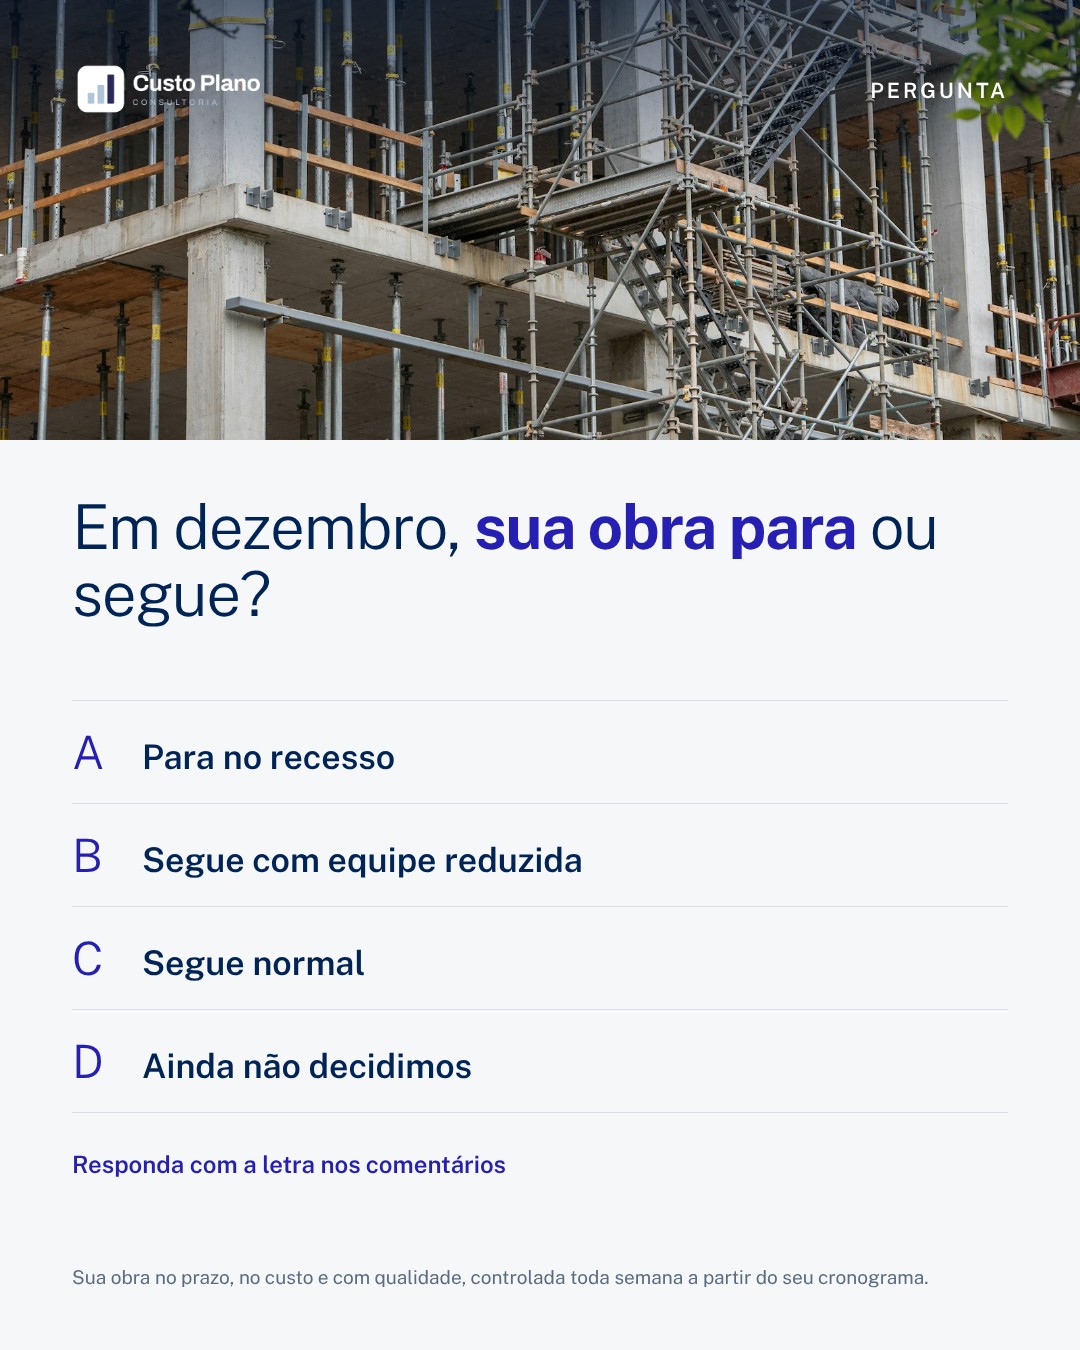 Custo Plano
CONSULTORIA
PERGUNTA
Em dezembro, sua obra para ou
segue?
A Para no recesso
B Segue com equipe reduzida
C Segue normal
D Ainda não decidimos
Responda com a letra nos comentários
Sua obra no prazo, no custo e com qualidade, controlada toda semana a partir do seu cronograma.